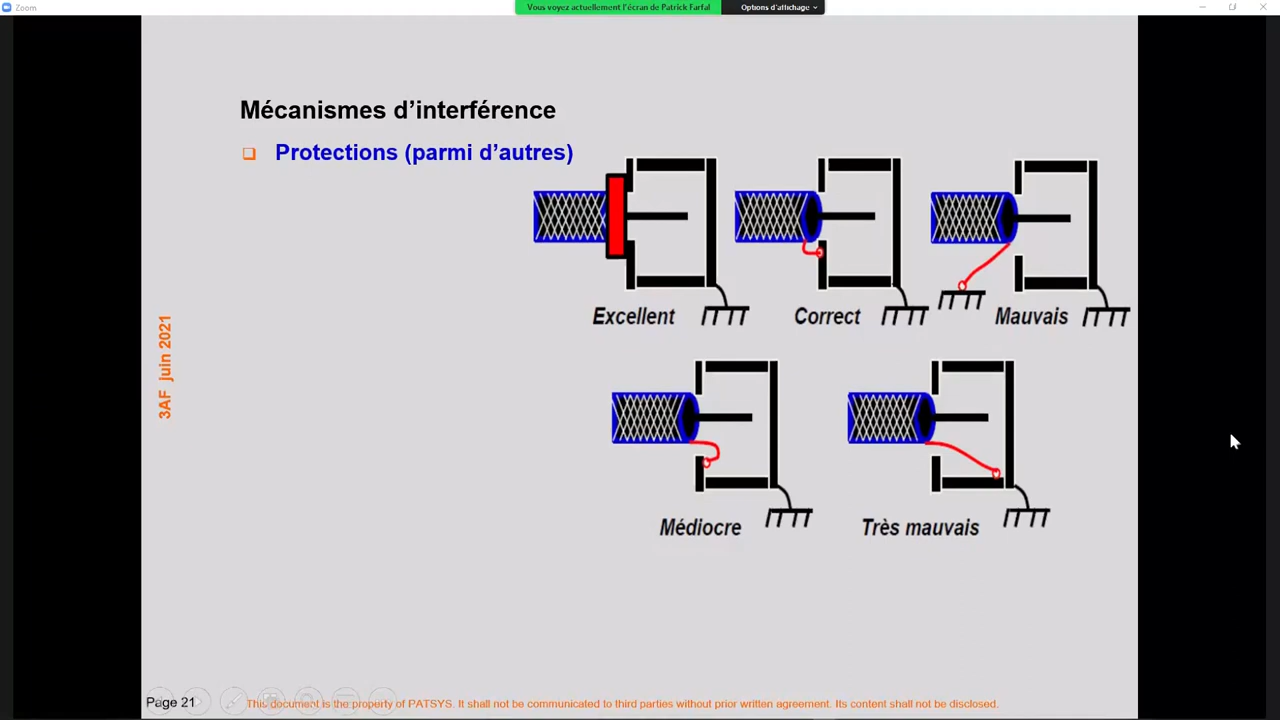 Zoom
Vous voyez actuellement l'écran de Patrick Farfal
Options d'affichage
Mécanismes d'interférence
Protections (parmi d'autres)
Excellent
Correct
Mauvais
Médiocre
Très mauvais
3AF juin 2021
Page 21
This document is the property of PATSYS. It shall not be communicated to third parties without prior written agreement. Its content shall not be disclosed.